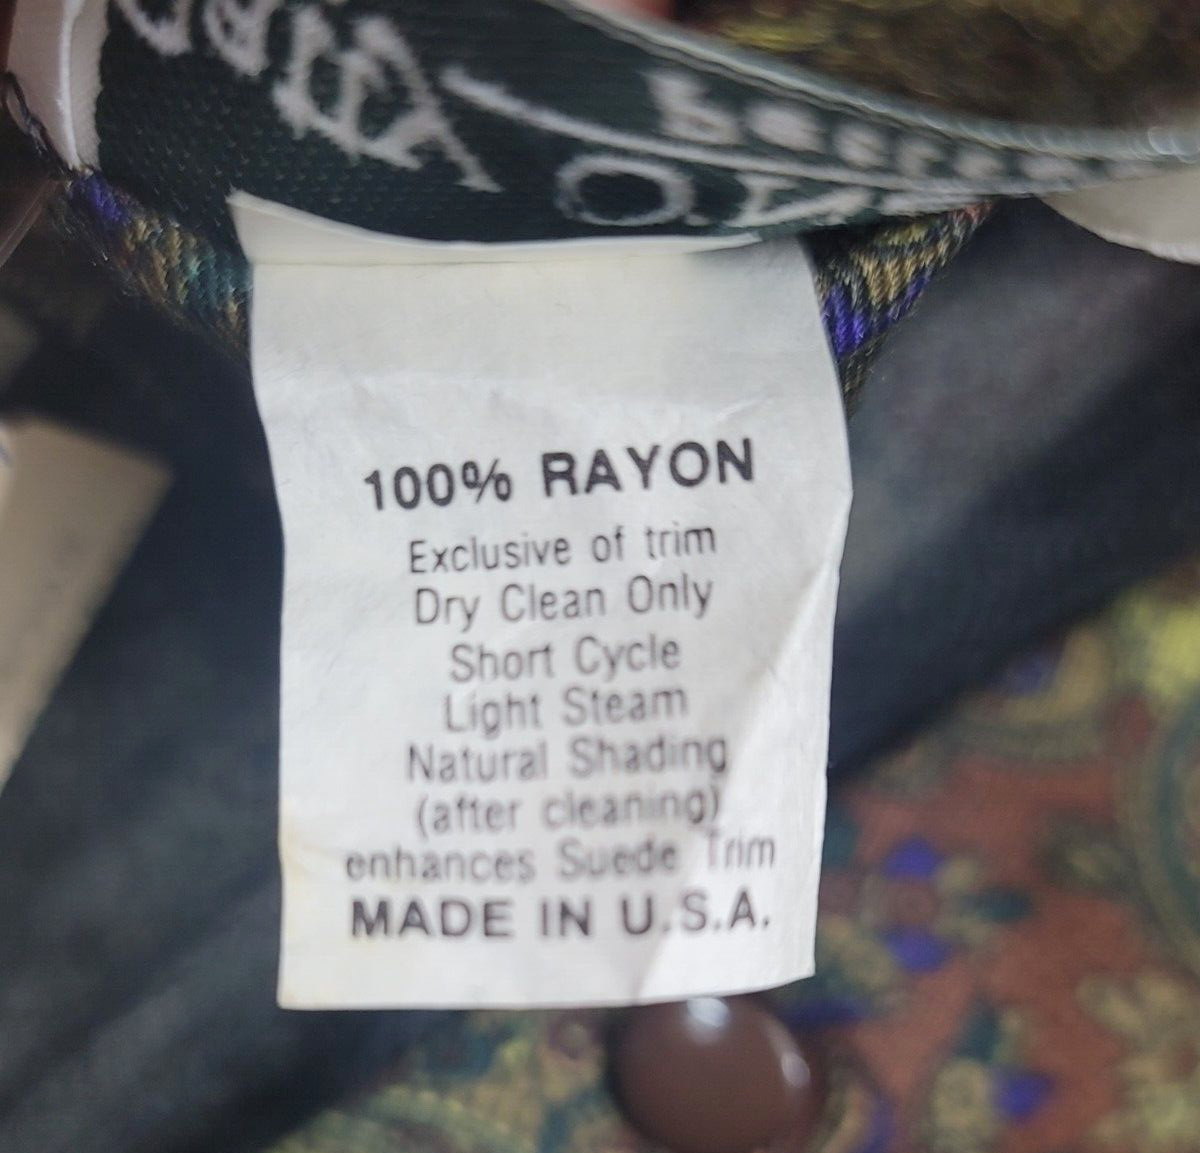 100% RAYON
Exclusive of trim
Dry Clean Only
Short Cycle
Light Steam
Natural Shading
(after cleaning)
enhances Suede Trim
MADE IN U.S.A.